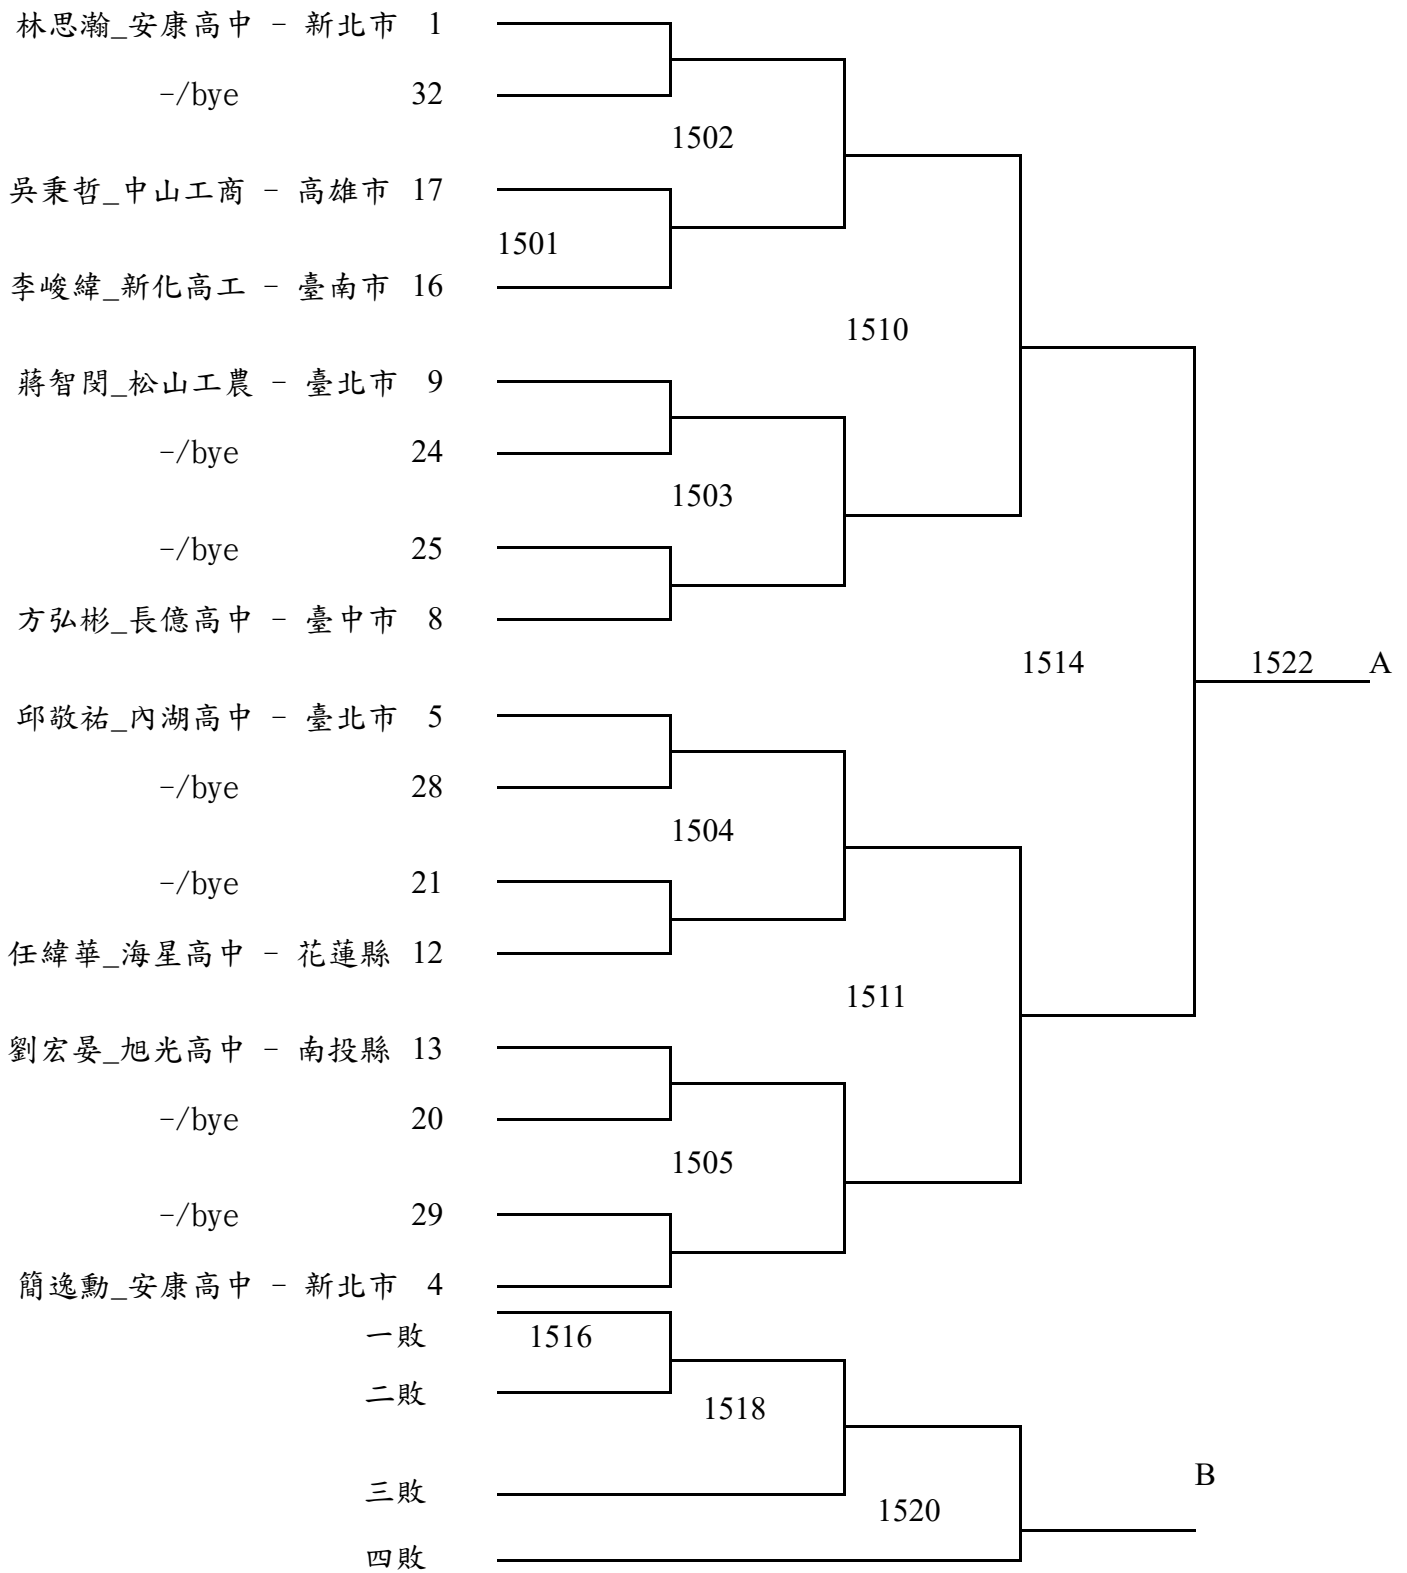 林思瀚_安康高中 - 新北市 1
-/bye 32
1502
吳秉哲_中山工商 - 高雄市 17
1501
李峻緯_新化高工 - 臺南市 16
1510
蔣智閔_松山工農 - 臺北市 9
-/bye 24
1503
-/bye 25
方弘彬_長億高中 - 臺中市 8
1514 1522 A
邱敬祐_內湖高中 - 臺北市 5
-/bye 28
1504
-/bye 21
任緯華_海星高中 - 花蓮縣 12
1511
劉宏晏_旭光高中 - 南投縣 13
-/bye 20
1505
-/bye 29
簡逸勳_安康高中 - 新北市 4
一敗 1516
二敗
1518
B
三敗
1520
四敗